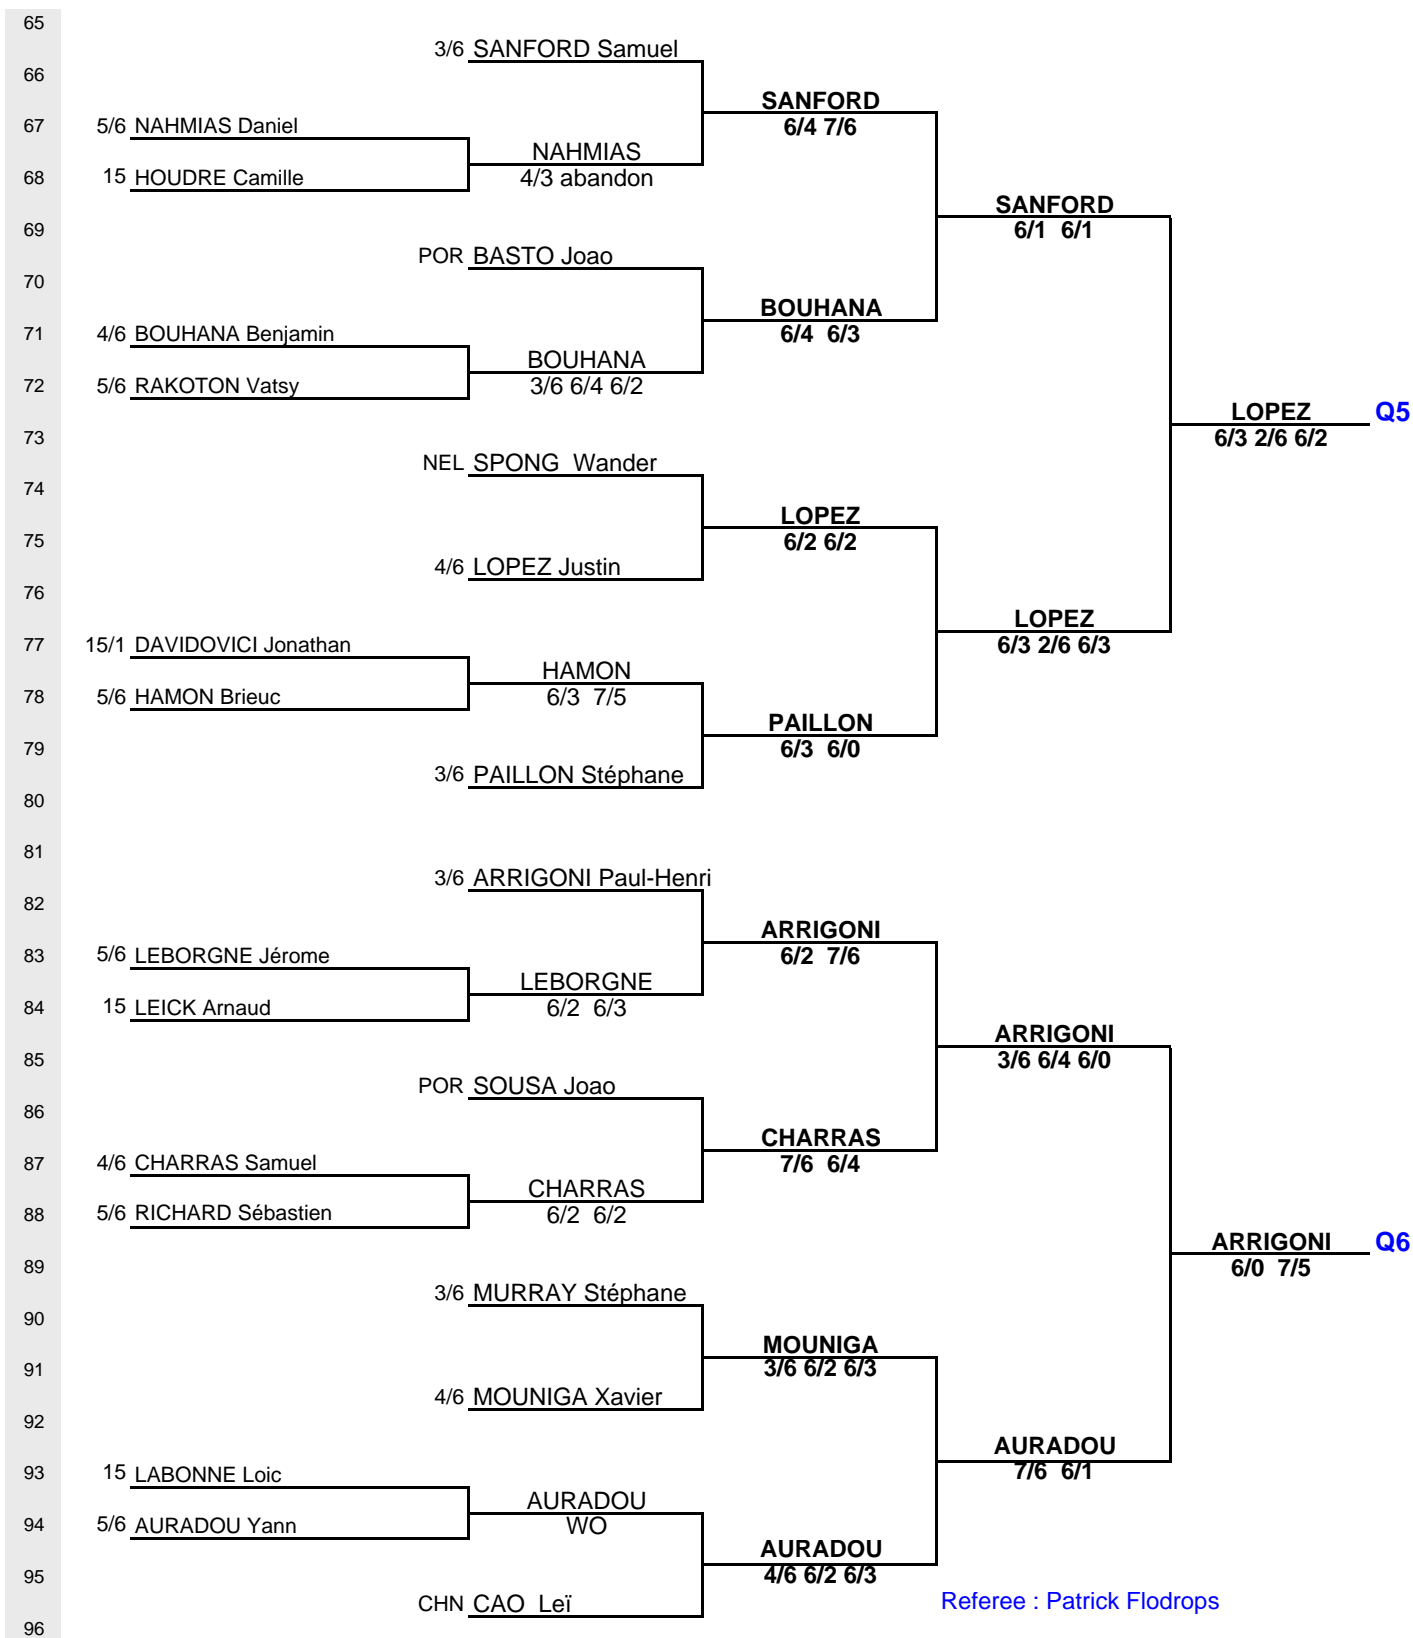 65
3/6 SANFORD Samuel
66
SANFORD
67 5/6 NAHMIAS Daniel 6/4 7/6
NAHMIAS
68 15 HOUDRE Camille 4/3 abandon
SANFORD
69 6/1 6/1
POR BASTO Joao
70
BOUHANA
71 4/6 BOUHANA Benjamin 6/4 6/3
BOUHANA
72 5/6 RAKOTON Vatsy 3/6 6/4 6/2
LOPEZ Q5
73 6/3 2/6 6/2
NEL SPONG Wander
74
LOPEZ
75 6/2 6/2
4/6 LOPEZ Justin
76
LOPEZ
77 15/1 DAVIDOVICI Jonathan 6/3 2/6 6/3
HAMON
78 5/6 HAMON Brieuc 6/3 7/5
PAILLON
79 6/3 6/0
3/6 PAILLON Stéphane
80
81
3/6 ARRIGONI Paul-Henri
82
ARRIGONI
83 5/6 LEBORGNE Jérome 6/2 7/6
LEBORGNE
84 15 LEICK Arnaud 6/2 6/3
ARRIGONI
85 3/6 6/4 6/0
POR SOUSA Joao
86
CHARRAS
87 4/6 CHARRAS Samuel 7/6 6/4
CHARRAS
88 5/6 RICHARD Sébastien 6/2 6/2
ARRIGONI Q6
89 6/0 7/5
3/6 MURRAY Stéphane
90
MOUNIGA
91 3/6 6/2 6/3
4/6 MOUNIGA Xavier
92
AURADOU
93 15 LABONNE Loic 7/6 6/1
AURADOU
94 5/6 AURADOU Yann WO
AURADOU
95 4/6 6/2 6/3
CHN CAO Leï Referee : Patrick Flodrops
96